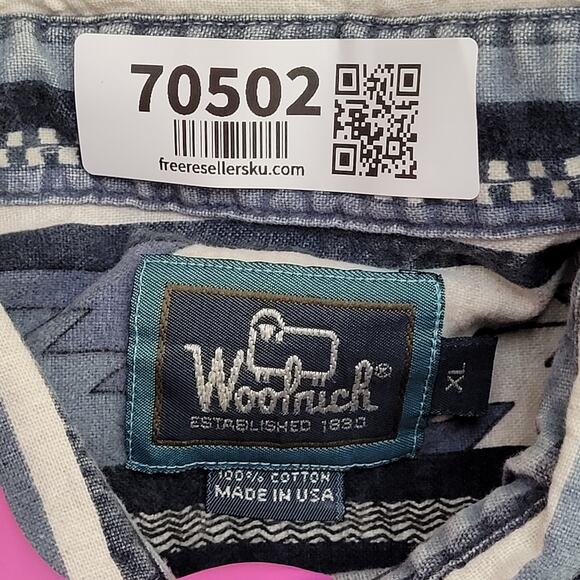 70502
freeresellersku.com
Woolrich®
ESTABLISHED 1830
XL
100% COTTON
MADE IN USA